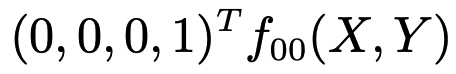 (0, 0, 0, 1)^T f_{00}(X, Y)